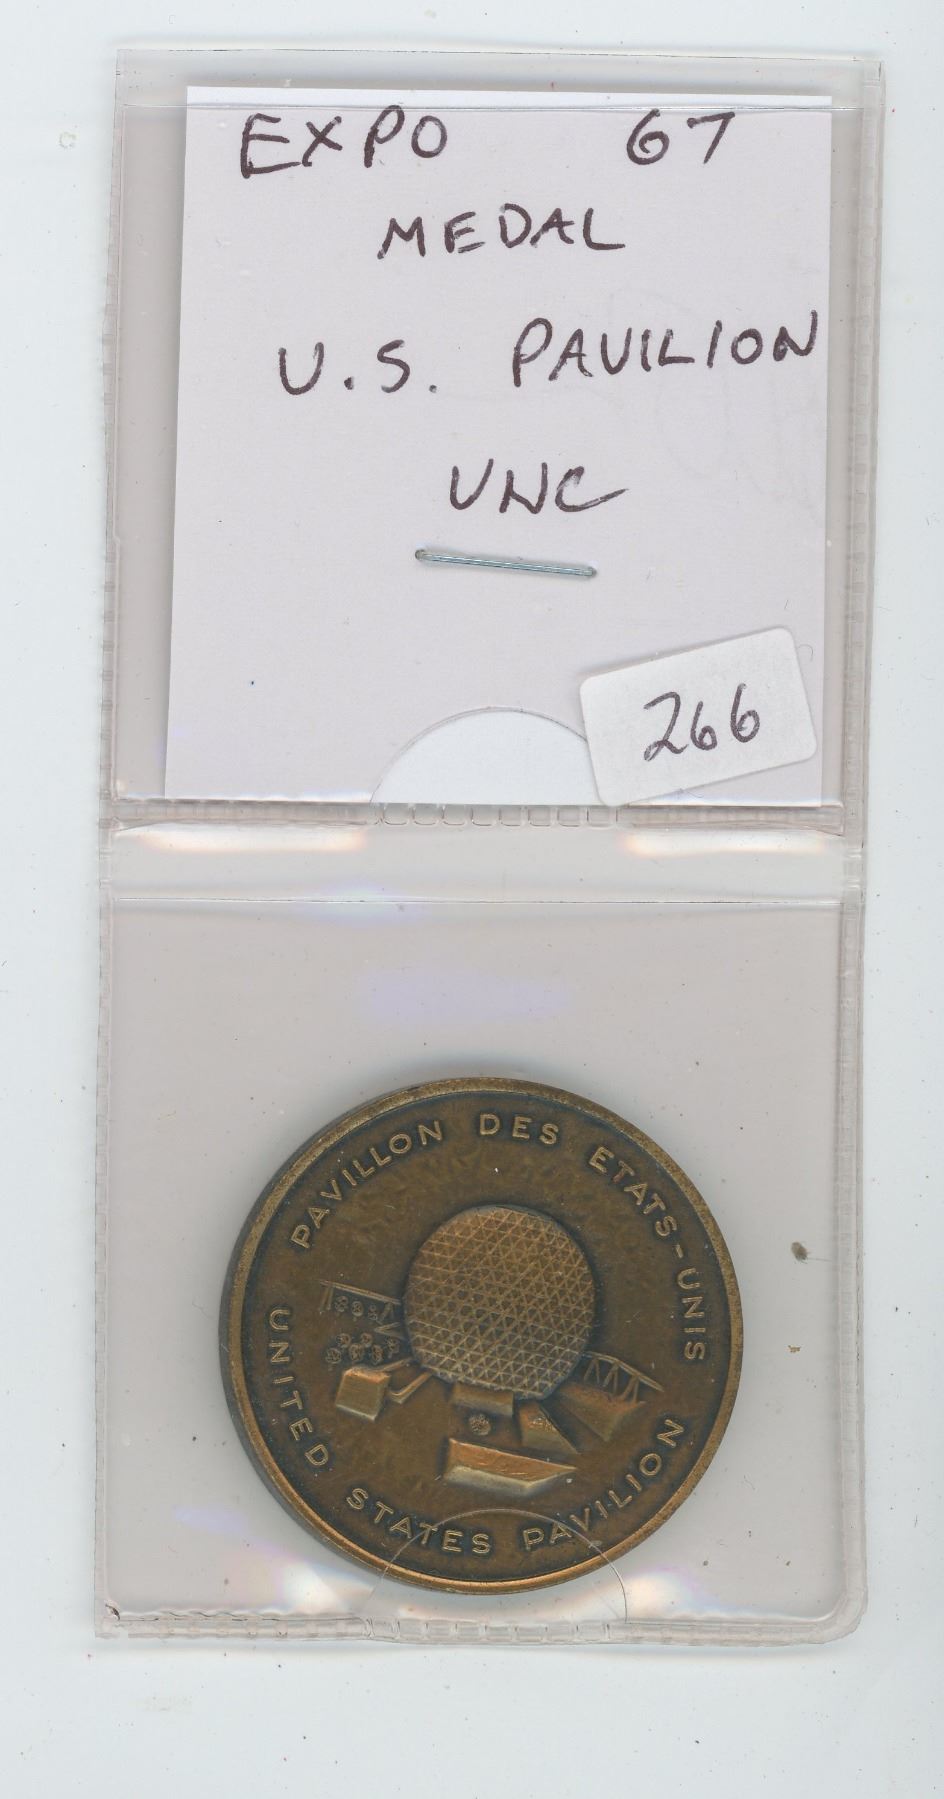 EXPO 67
MEDAL
U.S. PAVILION
UNC
266
PAVILLON DES ETATS-UNIS
UNITED STATES PAVILION